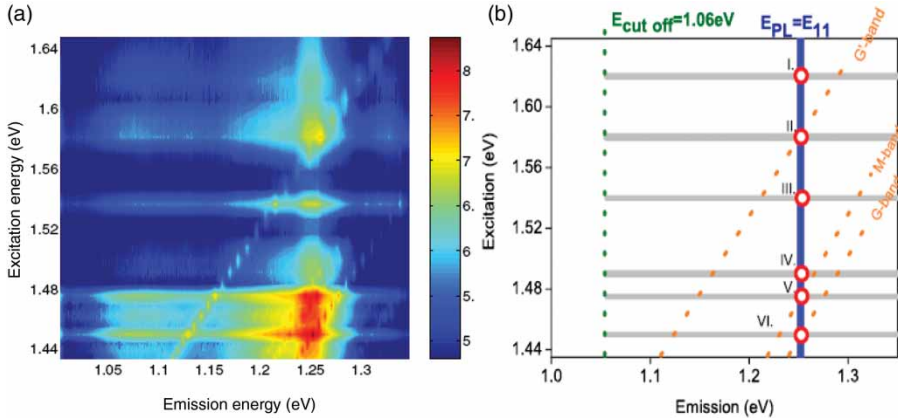 (a)
1.64
1.6
1.56
1.52
1.48
1.44
Excitation energy (eV)
1.05
1.1
1.15
1.2
1.25
1.3
Emission energy (eV)
8
7.
7
6.
6
5.
5
(b)
E cut off=1.06eV
E PL=E11
G'-band
M-band
G-band
I.
II.
III.
IV.
V.
VI.
1.64
1.60
1.56
1.52
1.48
1.44
Excitation (eV)
1.0
1.1
1.2
1.3
Emission (eV)